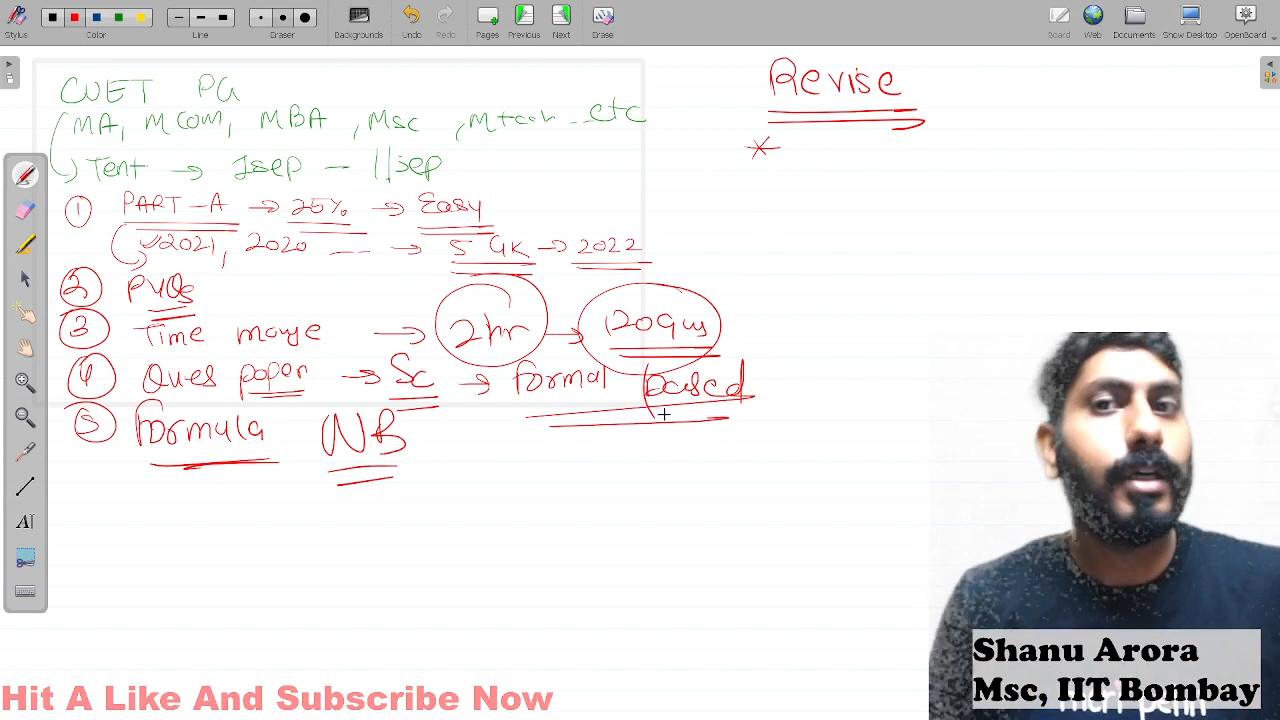 Stylus
Color
Line
Eraser
Backgrounds
Undo
Redo
Pages
Previous
Next
Erase
Board
Web
Documents
Show Desktop
OpenBoard
CUET PG
MA, M COM, MBA, Msc, Mtech ... etc
Tent → 1sep - 11sep
① PART-A → 25% → Easy
2021, 2020 --- → 5 GK → 2022
② PYQs
③ Time → 2hr → 120Qus
④ Ques paper → Sc → formal based
⑤ formula NB
Revise
*
Shanu Arora
Msc, IIT Bombay
Hit A Like And Subscribe Now